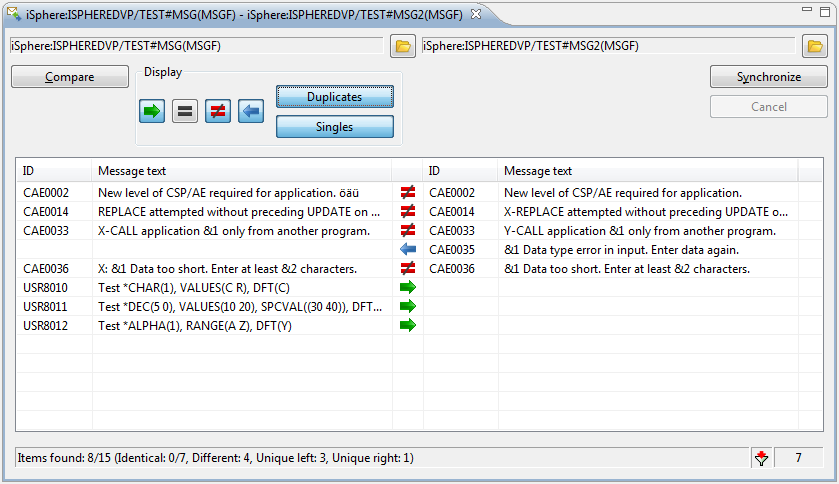 iSphere:ISPHEREDVP/TEST#MSG(MSGF) - iSphere:ISPHEREDVP/TEST#MSG2(MSGF)
iSphere:ISPHEREDVP/TEST#MSG(MSGF) iSphere:ISPHEREDVP/TEST#MSG2(MSGF)
Compare Display Synchronize
Duplicates Cancel
Singles
ID Message text ID Message text
CAE0002 New level of CSP/AE required for application. öäü CAE0002 New level of CSP/AE required for application.
CAE0014 REPLACE attempted without preceding UPDATE on ... CAE0014 X-REPLACE attempted without preceding UPDATE o...
CAE0033 X-CALL application &1 only from another program. CAE0033 Y-CALL application &1 only from another program.
CAE0035 &1 Data type error in input. Enter data again.
CAE0036 X: &1 Data too short. Enter at least &2 characters. CAE0036 &1 Data too short. Enter at least &2 characters.
USR8010 Test *CHAR(1), VALUES(C R), DFT(C)
USR8011 Test *DEC(5 0), VALUES(10 20), SPCVAL((30 40)), DFT...
USR8012 Test *ALPHA(1), RANGE(A Z), DFT(Y)
Items found: 8/15 (Identical: 0/7, Different: 4, Unique left: 3, Unique right: 1) 7